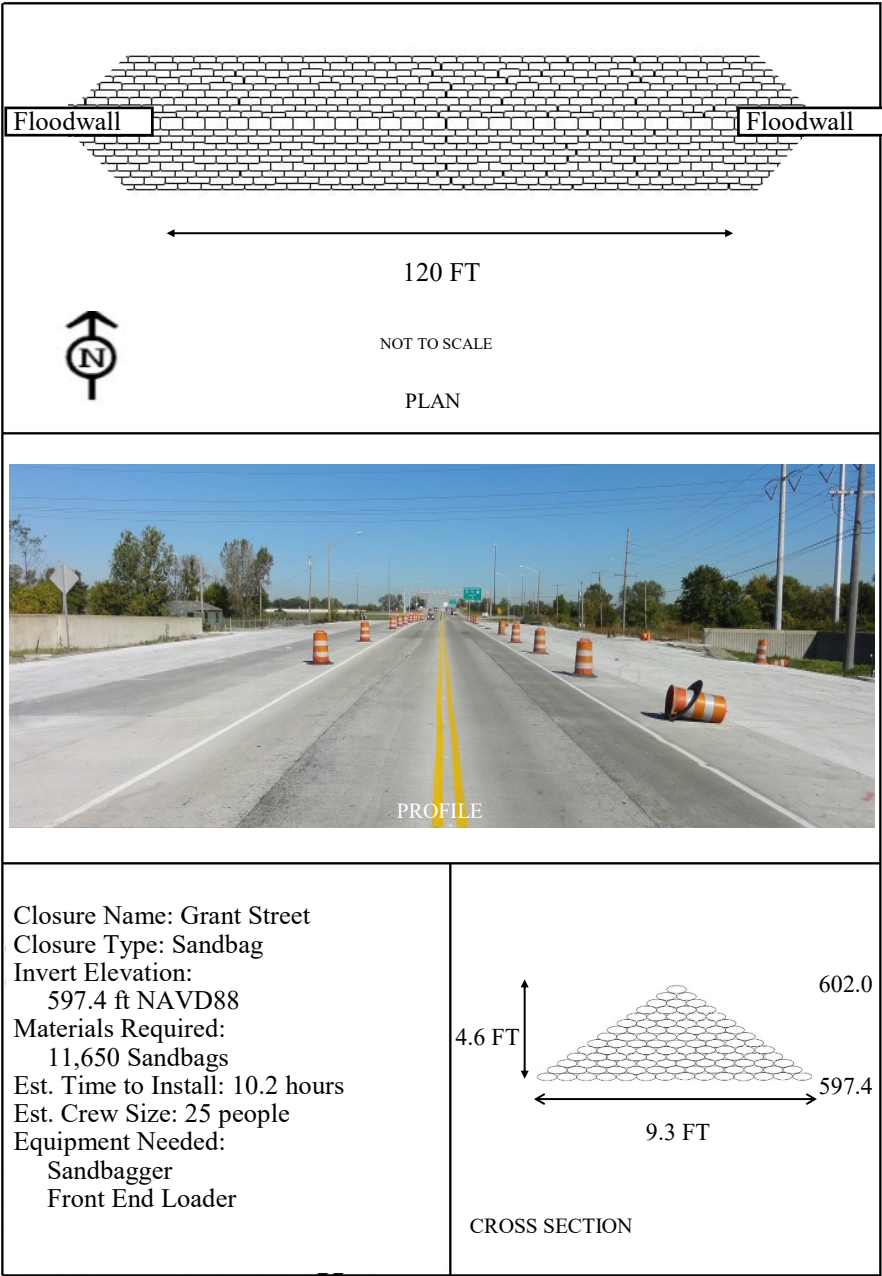 Floodwall
Floodwall
120 FT
N
NOT TO SCALE
PLAN
PROFILE
Closure Name: Grant Street
Closure Type: Sandbag
Invert Elevation:
597.4 ft NAVD88
Materials Required:
11,650 Sandbags
Est. Time to Install: 10.2 hours
Est. Crew Size: 25 people
Equipment Needed:
Sandbagger
Front End Loader
602.0
4.6 FT
597.4
9.3 FT
CROSS SECTION